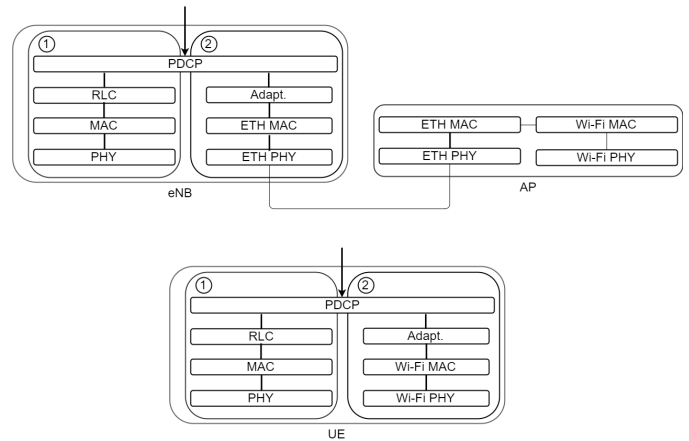 1
2
PDCP
RLC
Adapt.
MAC
ETH MAC
PHY
ETH PHY
eNB
ETH MAC
Wi-Fi MAC
ETH PHY
Wi-Fi PHY
AP
1
2
PDCP
RLC
Adapt.
MAC
Wi-Fi MAC
PHY
Wi-Fi PHY
UE